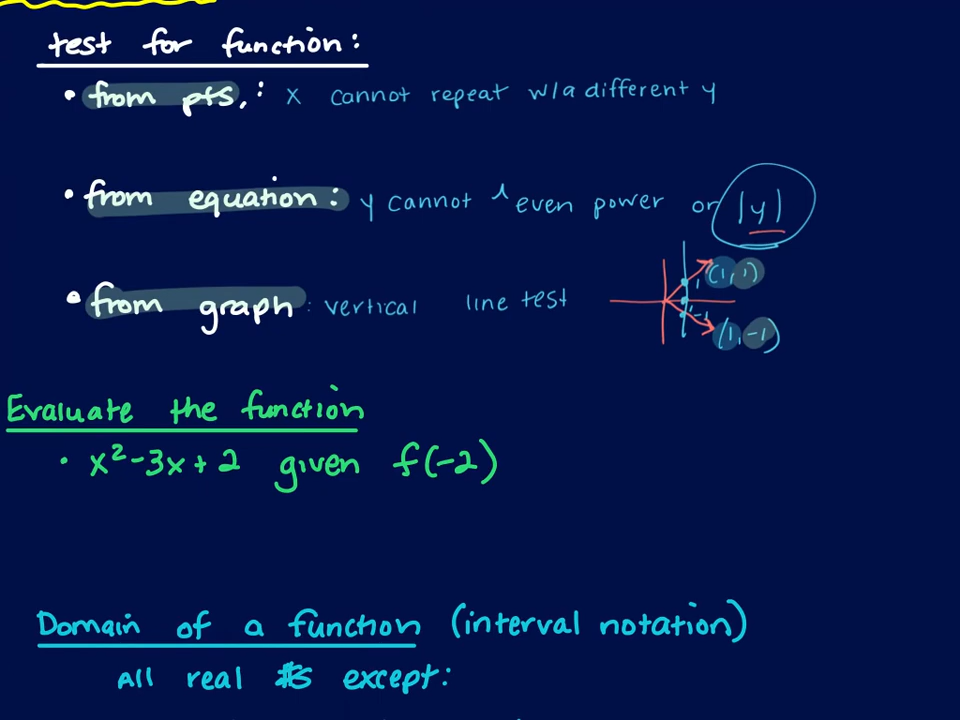 test for function:
• from pts, : x cannot repeat w/a different y
• from equation: y cannot even power or |y|
• from graph : vertical line test
(1, 1)
1
-1
(1, -1)
Evaluate the function
• x²-3x+2 given f(-2)
Domain of a function (interval notation)
All real #s except: